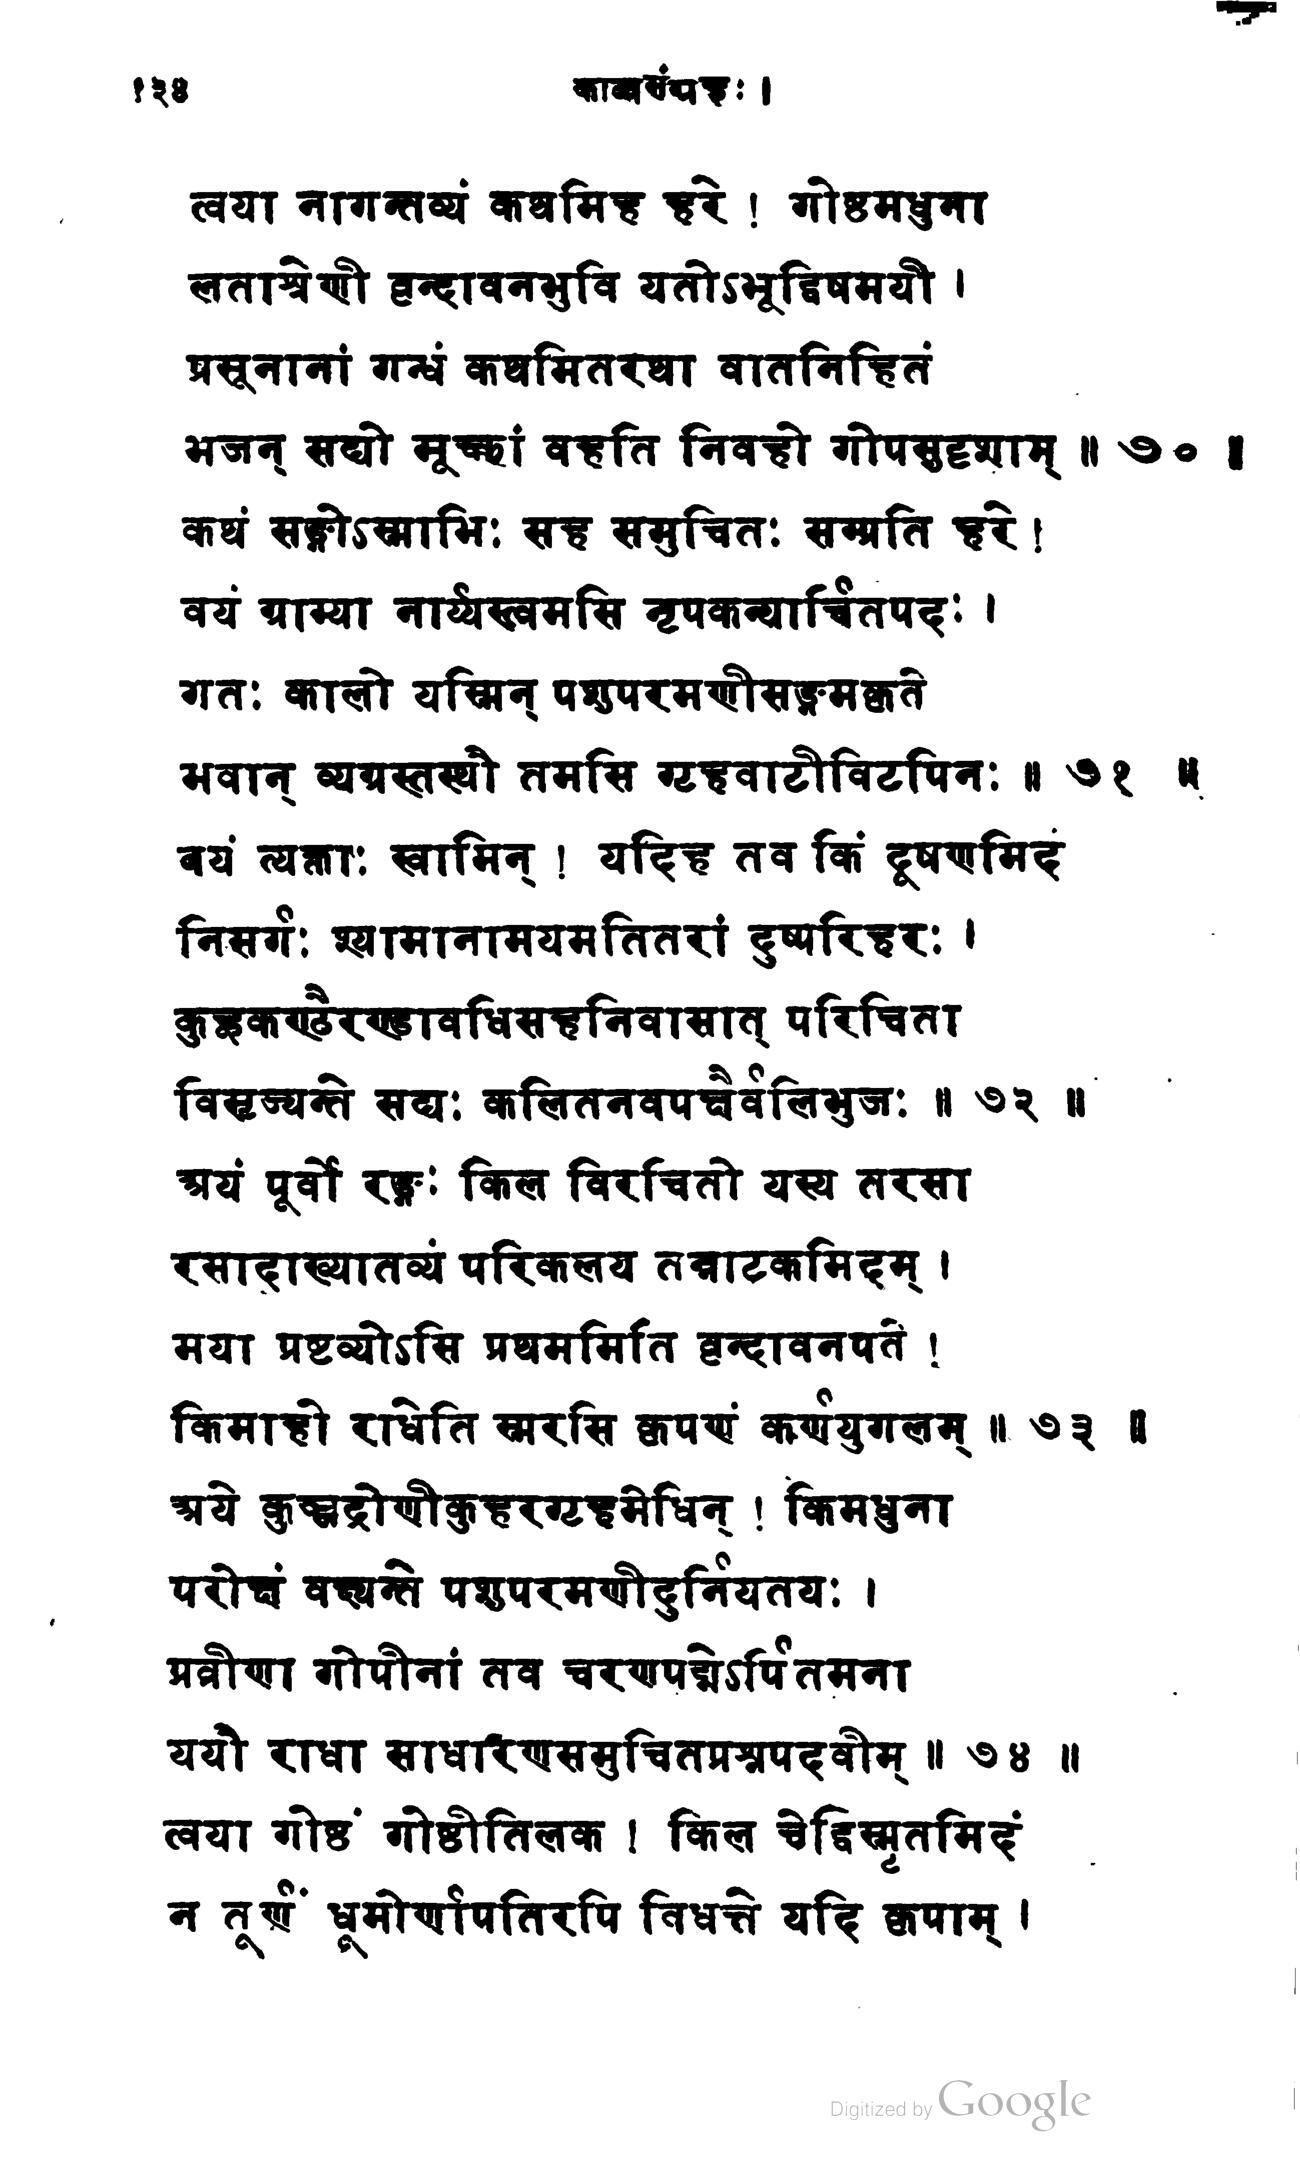 १३४
काव्यसंग्रहः ।
त्वया नागन्तव्यं कथमिह हरे ! गोष्ठमधुना
लताश्रेणी वृन्दावनभुवि यतोऽभूद्विषमयी ।
प्रसूनानां गन्धं कथमितरथा वातनिहितं
भजन् सद्यो मूर्च्छां वहति निवहो गोपसुदृशाम् ॥ ७० ॥
कथं सङ्गोऽस्माभिः सह समुचितः सम्प्रति हरे !
वयं ग्राम्या नार्य्यस्त्वमसि नृपकन्यार्चितपदः ।
गतः कालो यस्मिन् पशुपरमणीसङ्गमकृते
भवान् व्यग्रस्तस्थौ तमसि गृहवाटीविटपिनः ॥ ७१ ॥
वयं त्यक्ताः स्वामिन् ! यदिह तव किं दूषणमिदं
निसर्गः श्यामानामयमतितरां दुष्परिहरः ।
कुहूकण्ठैरण्डावधिसहनिवासात् परिचिता
विसृज्यन्ते सद्यः कलितनवपक्षैर्वलिभुजः ॥ ७२ ॥
अयं पूर्वो रङ्गः किल विरचितो यस्य तरसा
रसादाख्यातव्यं परिकलय तन्नाटकमिदम् ।
मया प्रष्टव्योऽसि प्रथममिति वृन्दावनपते !
किमाहो राधेति स्मरसि कृपणं कर्णयुगलम् ॥ ७३ ॥
अये कुञ्जद्रोणीकुहरगृहमेधिन् ! किमधुना
परोक्षं वक्ष्यन्ते पशुपरमणीदुर्नियतयः ।
प्रवीणा गोपीनां तव चरणपद्मेऽर्पितमना
ययौ राधा साधारणसमुचितप्रश्नपदवीम् ॥ ७४ ॥
त्वया गोष्ठं गोष्ठीतिलक ! किल चेद्विस्मृतमिदं
न तूर्णं धूमोर्णापतिरपि विधत्ते यदि कृपाम् ।
Digitized by Google